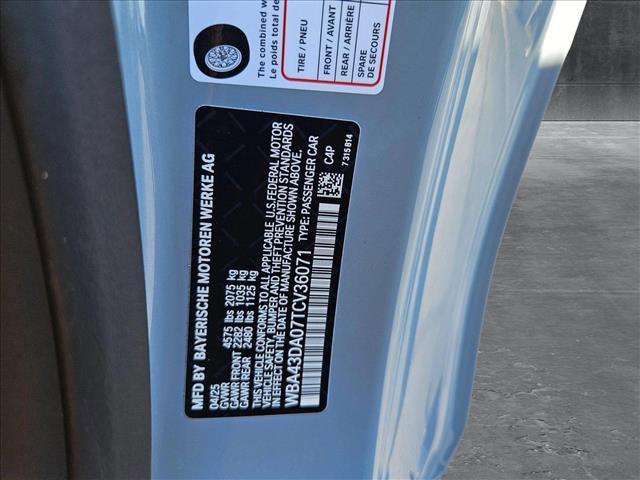 The combined w
Le poids total de
TIRE / PNEU
FRONT / AVANT
REAR / ARRIÈRE
SPARE
DE SECOURS
MFD BY BAYERISCHE MOTOREN WERKE AG
04/25
GVWR 4575 lbs 2075 kg
GAWR FRONT 2282 lbs 1035 kg
GAWR REAR 2480 lbs 1125 kg
THIS VEHICLE CONFORMS TO ALL APPLICABLE U.S. FEDERAL MOTOR
VEHICLE SAFETY, BUMPER AND THEFT PREVENTION STANDARDS
IN EFFECT ON THE DATE OF MANUFACTURE SHOWN ABOVE.
WBA43DA07TCV36071 TYPE: PASSENGER CAR
C4P
7315814